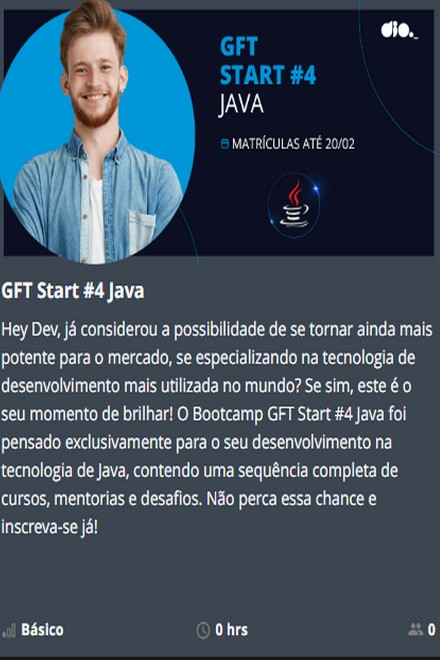 dio.
GFT
START #4
JAVA
MATRÍCULAS ATÉ 20/02
GFT Start #4 Java
Hey Dev, já considerou a possibilidade de se tornar ainda mais
potente para o mercado, se especializando na tecnologia de
desenvolvimento mais utilizada no mundo? Se sim, este é o
seu momento de brilhar! O Bootcamp GFT Start #4 Java foi
pensado exclusivamente para o seu desenvolvimento na
tecnologia de Java, contendo uma sequência completa de
cursos, mentorias e desafios. Não perca essa chance e
inscreva-se já!
Básico
0 hrs
0